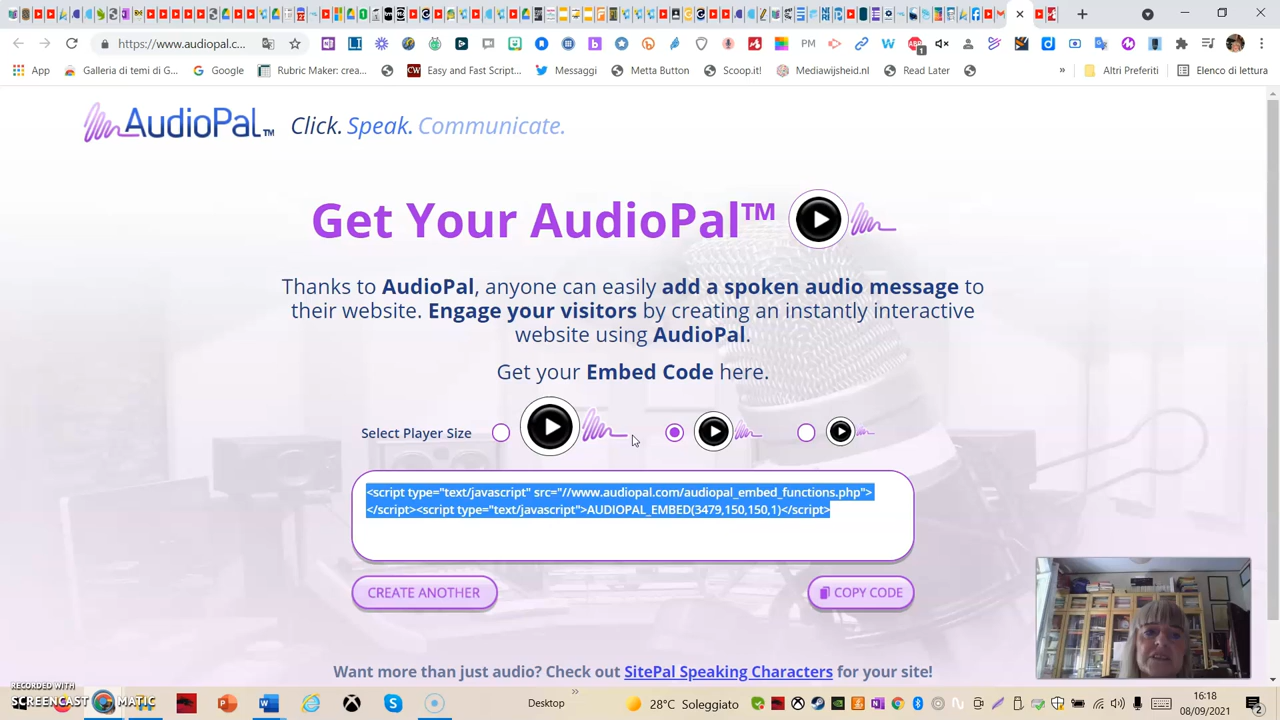 https://www.audiopal.c...
PM
App
Galleria di temi di G...
Google
Rubric Maker: crea...
Easy and Fast Script...
Messaggi
Metta Button
Scoop.it!
Mediawijsheid.nl
Read Later
»
Altri Preferiti
Elenco di lettura
AudioPal™ Click. Speak. Communicate.
Get Your AudioPal™
Thanks to AudioPal, anyone can easily add a spoken audio message to
their website. Engage your visitors by creating an instantly interactive
website using AudioPal.
Get your Embed Code here.
Select Player Size
<script type="text/javascript" src="//www.audiopal.com/audiopal_embed_functions.php">
</script><script type="text/javascript">AUDIOPAL_EMBED(3479,150,150,1)</script>
CREATE ANOTHER
COPY CODE
Want more than just audio? Check out SitePal Speaking Characters for your site!
RECORDED WITH
SCREENCAST MATIC
Desktop
»
28°C Soleggiato
16:18
08/09/2021